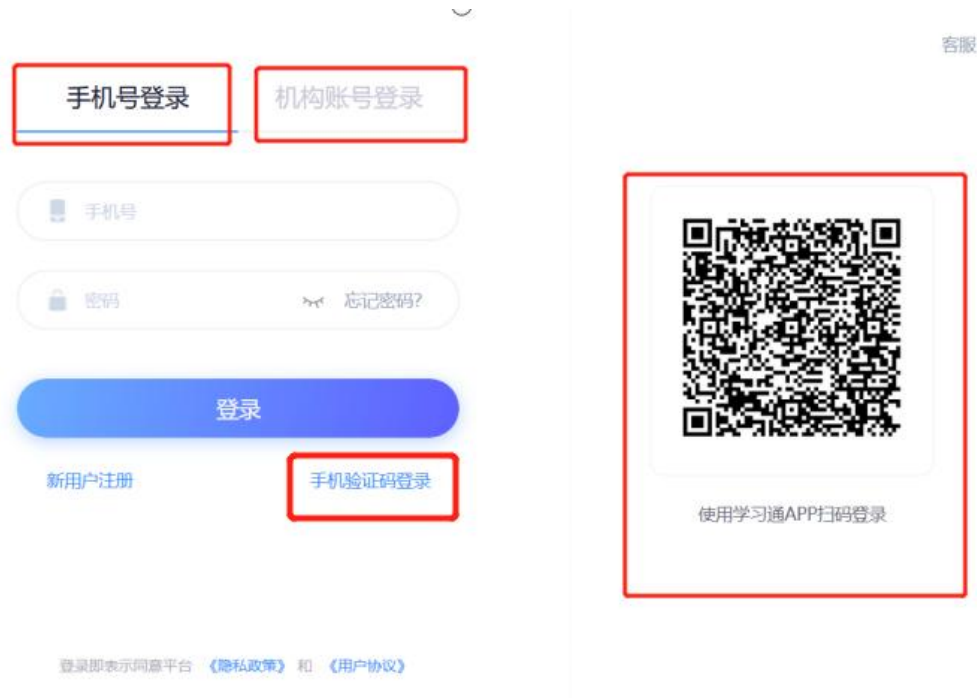 客服
手机号登录 机构账号登录
手机号
密码 忘记密码?
登录
新用户注册 手机验证码登录
登录即表示同意平台 《隐私政策》 和 《用户协议》
使用学习通APP扫码登录